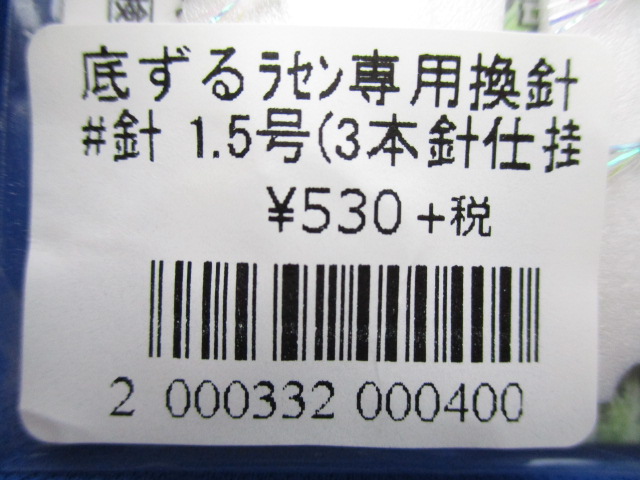 底ずるﾗｾﾝ専用換針
#針 1.5号(3本針仕掛
¥530+税
2 000332 000400